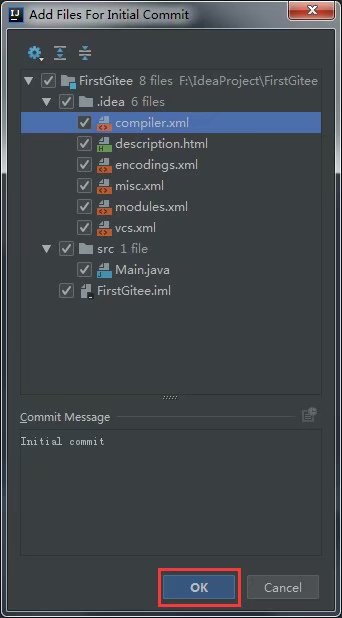 Add Files For Initial Commit
FirstGitee 8 files F:\IdeaProject\FirstGitee
.idea 6 files
compiler.xml
description.html
encodings.xml
misc.xml
modules.xml
vcs.xml
src 1 file
Main.java
FirstGitee.iml
Commit Message
Initial commit
OK Cancel